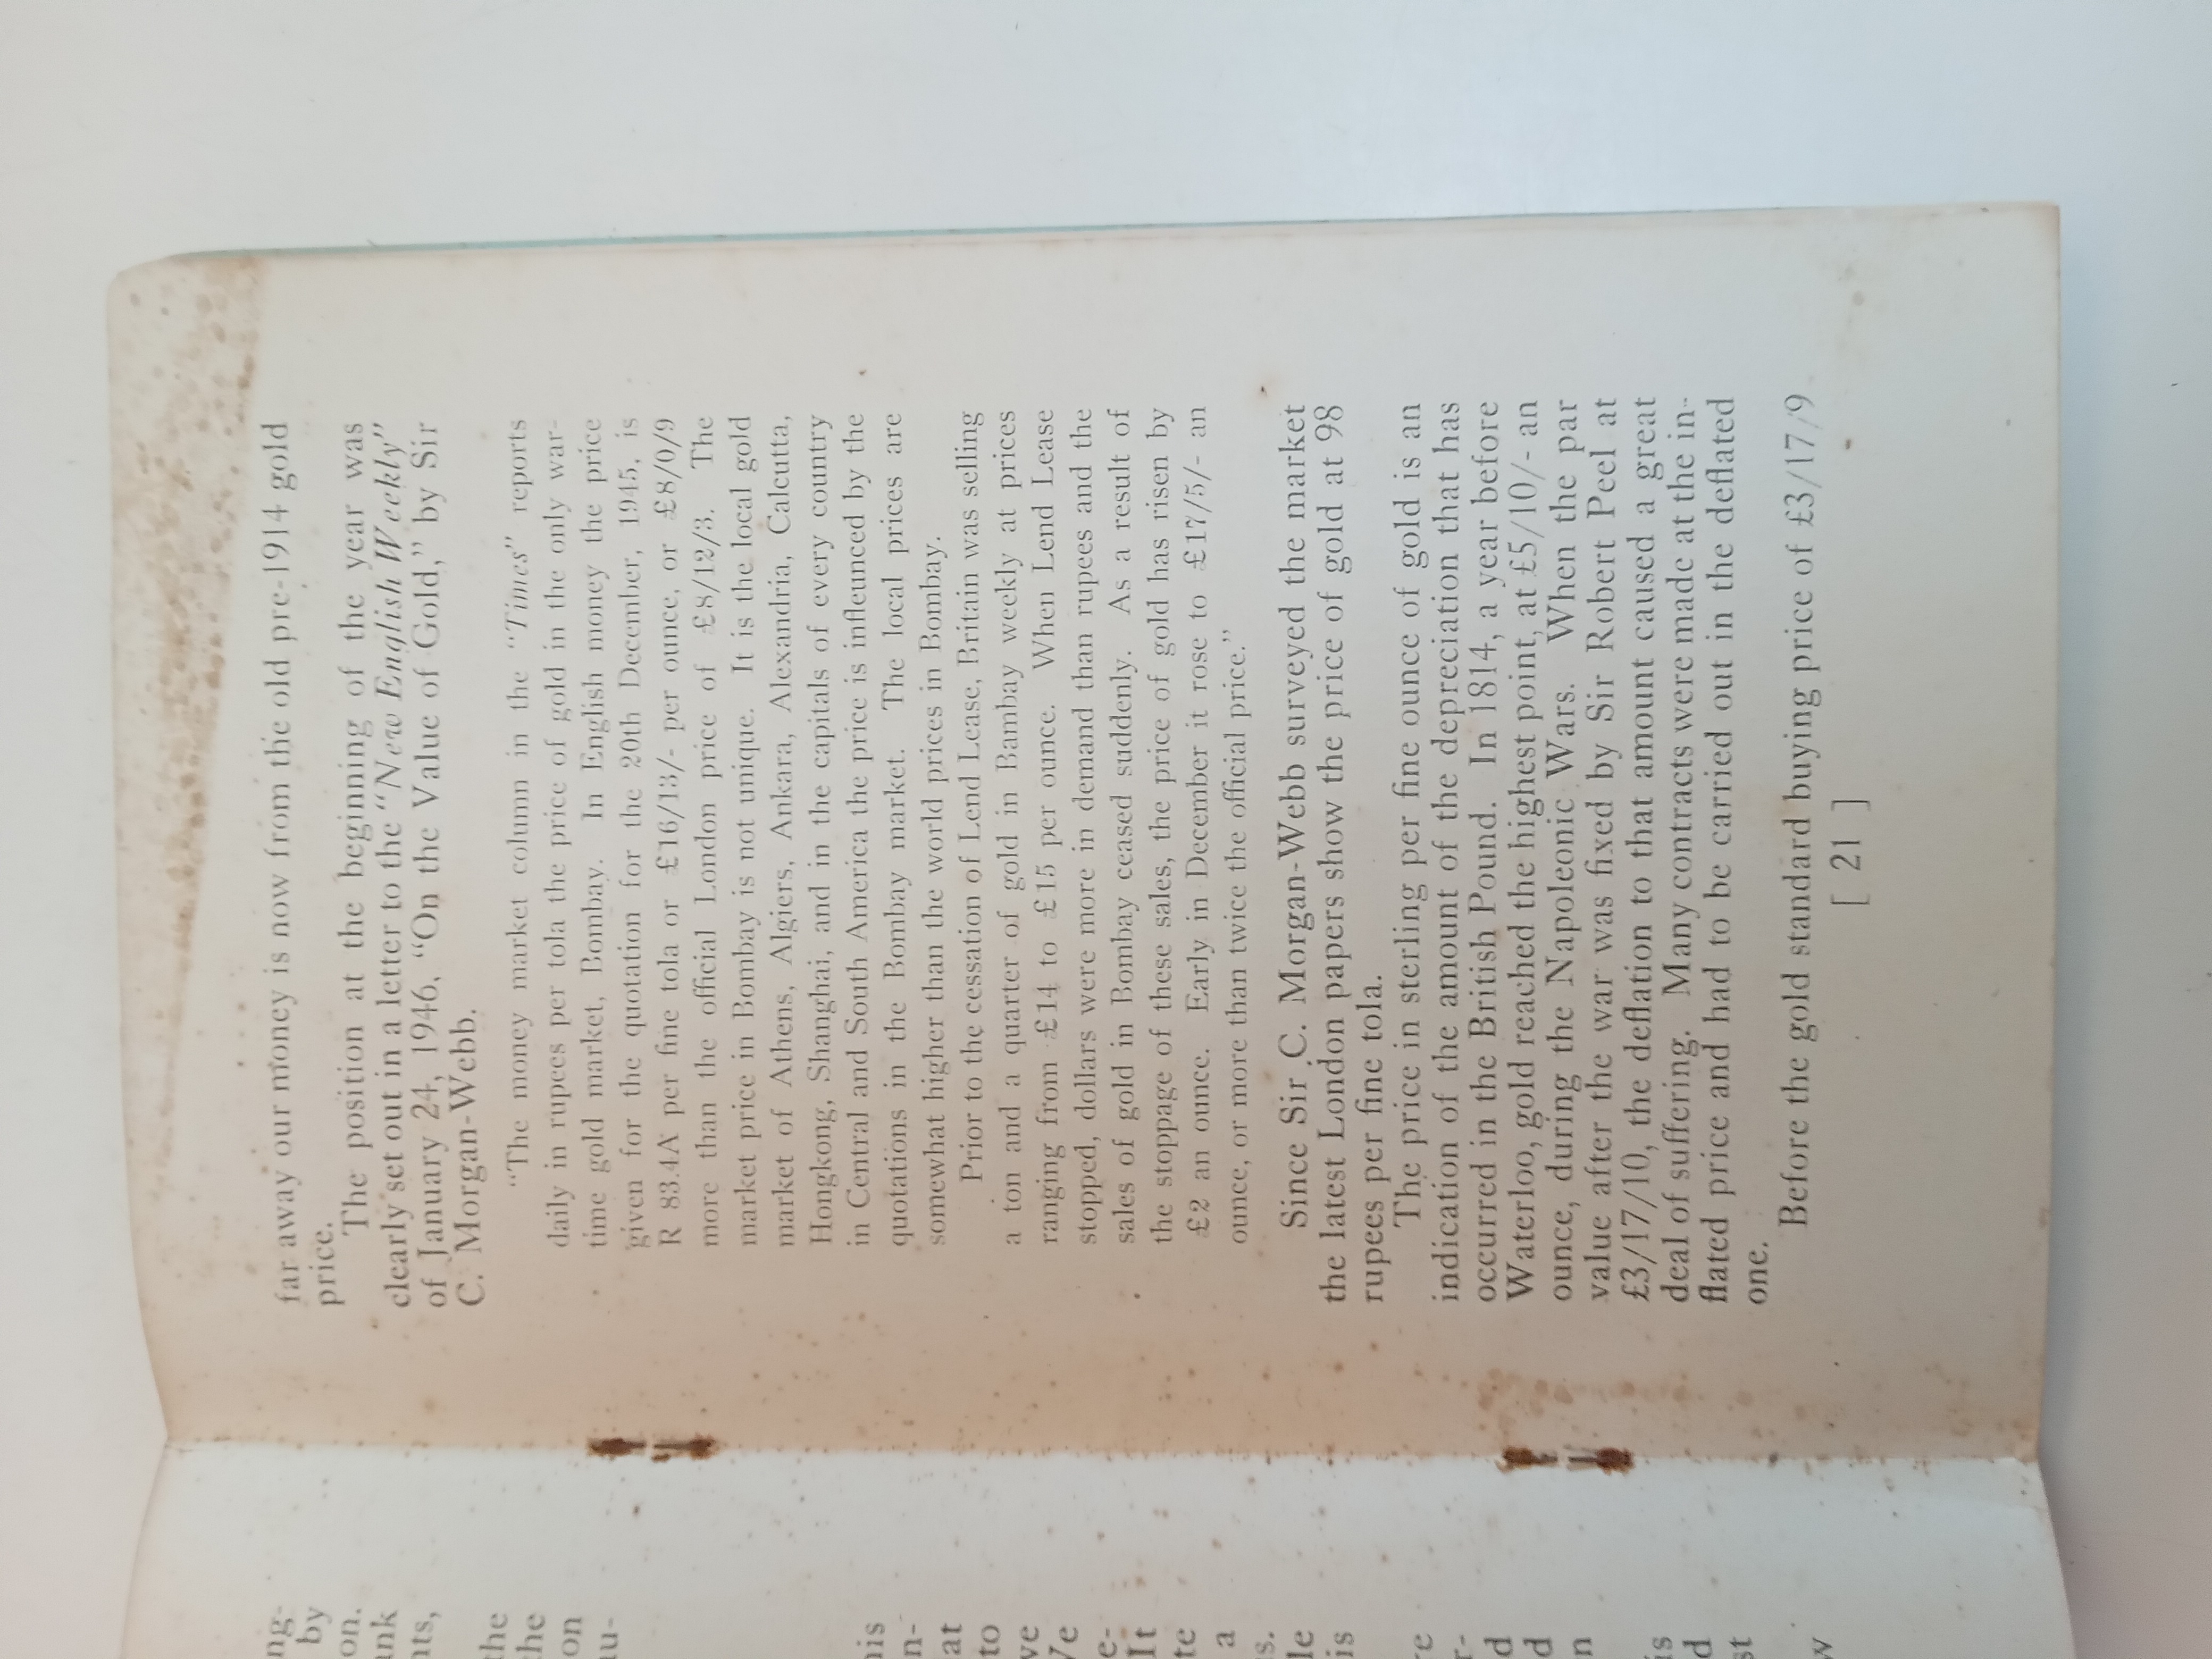 far away our money is now from the old pre-1914 gold
price.
The position at the beginning of the year was
clearly set out in a letter to the "New English Weekly"
of January 24, 1946, "On the Value of Gold," by Sir
C. Morgan-Webb.
"The money market column in the "Times" reports
daily in rupees per tola the price of gold in the only war-
time gold market, Bombay. In English money the price
given for the quotation for the 20th December, 1945, is
R 83.4A per fine tola or £16/13/- per ounce, or £8/0/9
more than the official London price of £8/12/3. The
market price in Bombay is not unique. It is the local gold
market of Athens, Algiers, Ankara, Alexandria, Calcutta,
Hongkong, Shanghai, and in the capitals of every country
in Central and South America the price is infleunced by the
quotations in the Bombay market. The local prices are
somewhat higher than the world prices in Bombay.
Prior to the cessation of Lend Lease, Britain was selling
a ton and a quarter of gold in Bambay weekly at prices
ranging from £14 to £15 per ounce. When Lend Lease
stopped, dollars were more in demand than rupees and the
sales of gold in Bombay ceased suddenly. As a result of
the stoppage of these sales, the price of gold has risen by
£2 an ounce. Early in December it rose to £17/5/- an
ounce, or more than twice the official price."
Since Sir C. Morgan-Webb surveyed the market
the latest London papers show the price of gold at 98
rupees per fine tola.
The price in sterling per fine ounce of gold is an
indication of the amount of the depreciation that has
occurred in the British Pound. In 1814, a year before
Waterloo, gold reached the highest point, at £5/10/- an
ounce, during the Napoleonic Wars. When the par
value after the war was fixed by Sir Robert Peel at
£3/17/10, the deflation to that amount caused a great
deal of suffering. Many contracts were made at the in-
flated price and had to be carried out in the deflated
one.
Before the gold standard buying price of £3/17/9
[ 21 ]